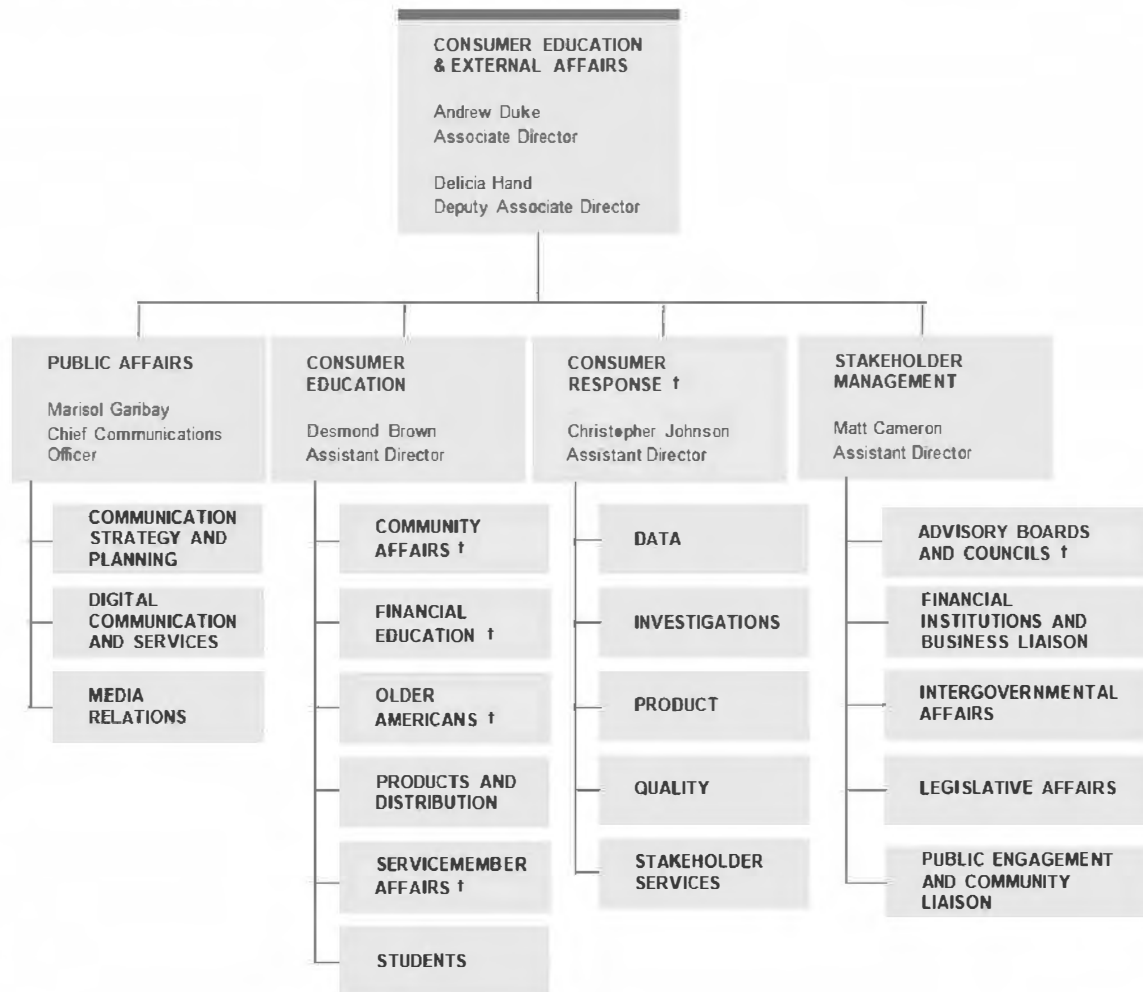 CONSUMER EDUCATION
& EXTERNAL AFFAIRS
Andrew Duke
Associate Director
Delicia Hand
Deputy Associate Director
PUBLIC AFFAIRS
Marisol Garibay
Chief Communications
Officer
COMMUNICATION
STRATEGY AND
PLANNING
DIGITAL
COMMUNICATION
AND SERVICES
MEDIA
RELATIONS
CONSUMER
EDUCATION
Desmond Brown
Assistant Director
COMMUNITY
AFFAIRS †
FINANCIAL
EDUCATION †
OLDER
AMERICANS †
PRODUCTS AND
DISTRIBUTION
SERVICEMEMBER
AFFAIRS †
STUDENTS
CONSUMER
RESPONSE †
Christopher Johnson
Assistant Director
DATA
INVESTIGATIONS
PRODUCT
QUALITY
STAKEHOLDER
SERVICES
STAKEHOLDER
MANAGEMENT
Matt Cameron
Assistant Director
ADVISORY BOARDS
AND COUNCILS †
FINANCIAL
INSTITUTIONS AND
BUSINESS LIAISON
INTERGOVERNMENTAL
AFFAIRS
LEGISLATIVE AFFAIRS
PUBLIC ENGAGEMENT
AND COMMUNITY
LIAISON